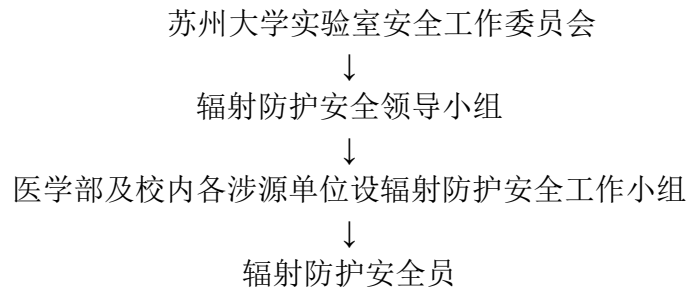 苏州大学实验室安全工作委员会
↓
辐射防护安全领导小组
↓
医学部及校内各涉源单位设辐射防护安全工作小组
↓
辐射防护安全员